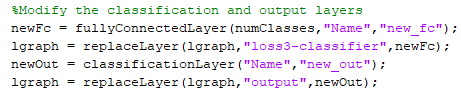 %Modify the classification and output layers
newFc = fullyConnectedLayer(numClasses,"Name","new_fc");
lgraph = replaceLayer(lgraph,"loss3-classifier",newFc);
newOut = classificationLayer("Name","new_out");
lgraph = replaceLayer(lgraph,"output",newOut);